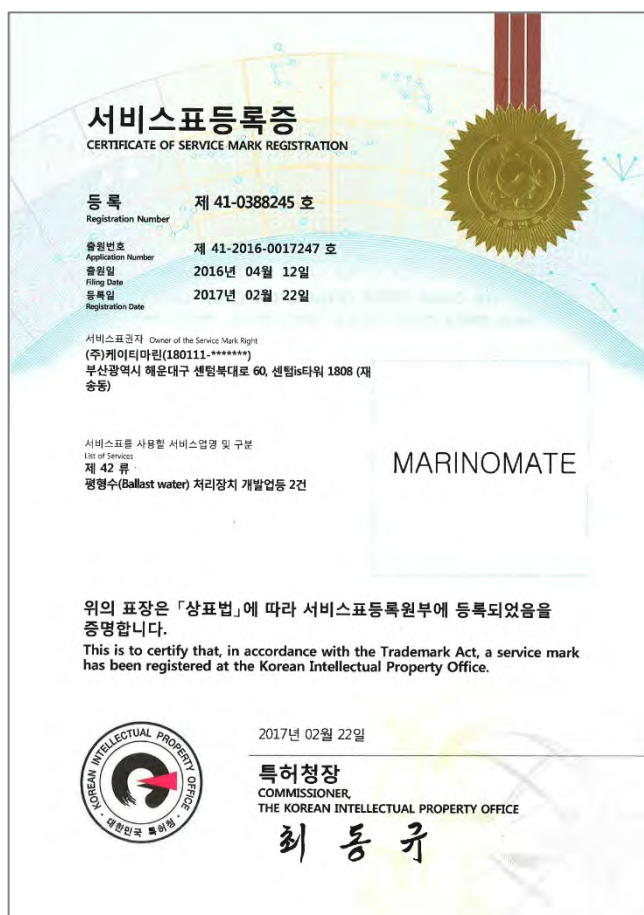 서비스표등록증
CERTIFICATE OF SERVICE MARK REGISTRATION
등 록 제 41-0388245 호
Registration Number
출원번호 제 41-2016-0017247 호
Application Number
출원일 2016년 04월 12일
Filing Date
등록일 2017년 02월 22일
Registration Date
서비스표권자 Owner of the Service Mark Right
(주)케이티마린(180111-*******)
부산광역시 해운대구 센텀북대로 60, 센텀is타워 1808 (재
송동)
서비스표를 사용할 서비스업명 및 구분
List of Services
제 42 류
평형수(Ballast water) 처리장치 개발업등 2건
MARINOMATE
위의 표장은 「상표법」에 따라 서비스표등록원부에 등록되었음을
증명합니다.
This is to certify that, in accordance with the Trademark Act, a service mark
has been registered at the Korean Intellectual Property Office.
2017년 02월 22일
특허청장
COMMISSIONER,
THE KOREAN INTELLECTUAL PROPERTY OFFICE
최동규
KOREAN INTELLECTUAL PROPERTY OFFICE
대한민국 특허청